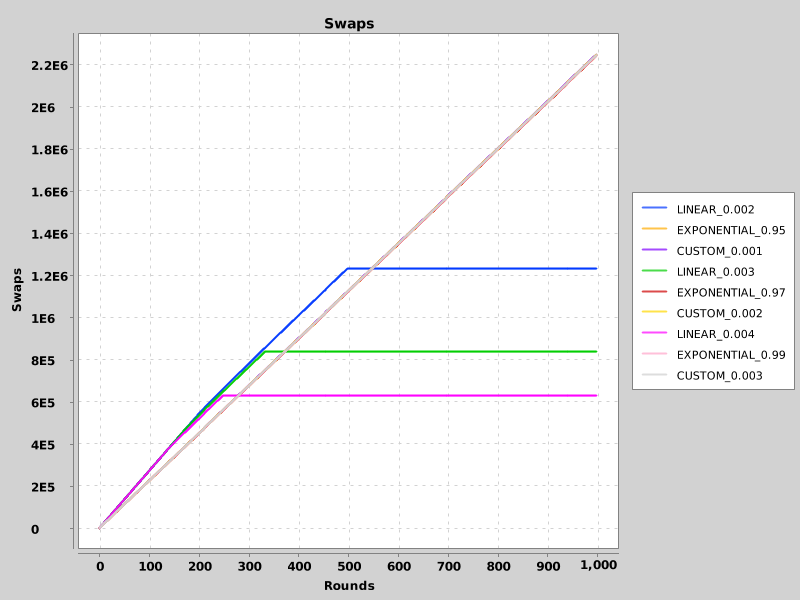 Swaps
2.2E6
2E6
1.8E6
1.6E6
1.4E6
1.2E6
1E6
8E5
6E5
4E5
2E5
0
Swaps
0 100 200 300 400 500 600 700 800 900 1,000
Rounds
LINEAR_0.002
EXPONENTIAL_0.95
CUSTOM_0.001
LINEAR_0.003
EXPONENTIAL_0.97
CUSTOM_0.002
LINEAR_0.004
EXPONENTIAL_0.99
CUSTOM_0.003